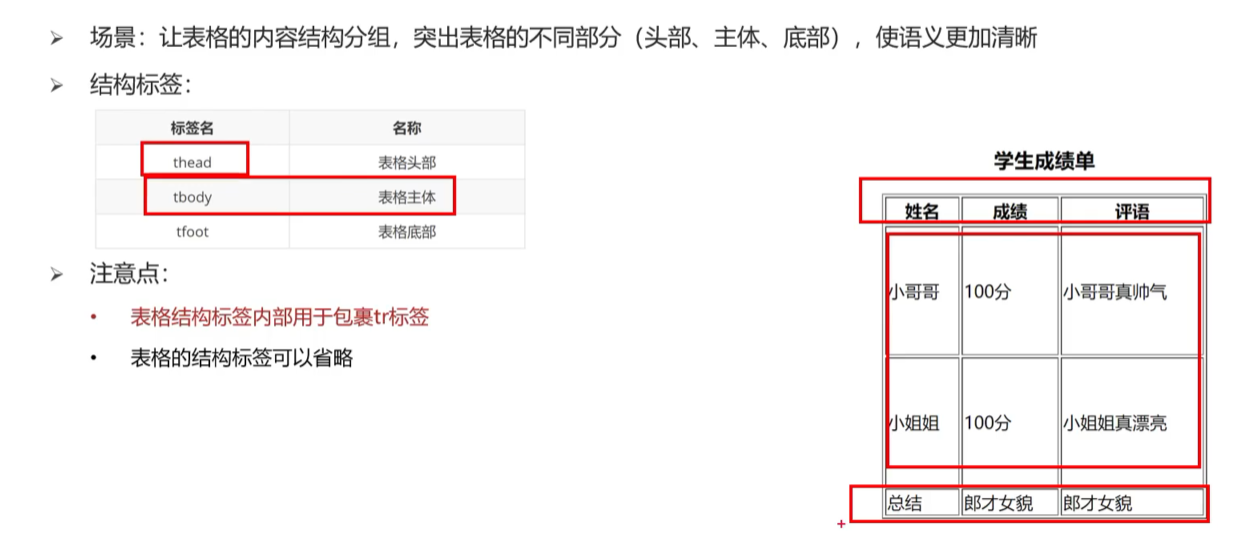 场景：让表格的内容结构分组，突出表格的不同部分（头部、主体、底部），使语义更加清晰
结构标签：
标签名 名称
thead 表格头部
tbody 表格主体
tfoot 表格底部
注意点：
表格结构标签内部用于包裹tr标签
表格的结构标签可以省略
学生成绩单
姓名 成绩 评语
小哥哥 100分 小哥哥真帅气
小姐姐 100分 小姐姐真漂亮
总结 郎才女貌 郎才女貌